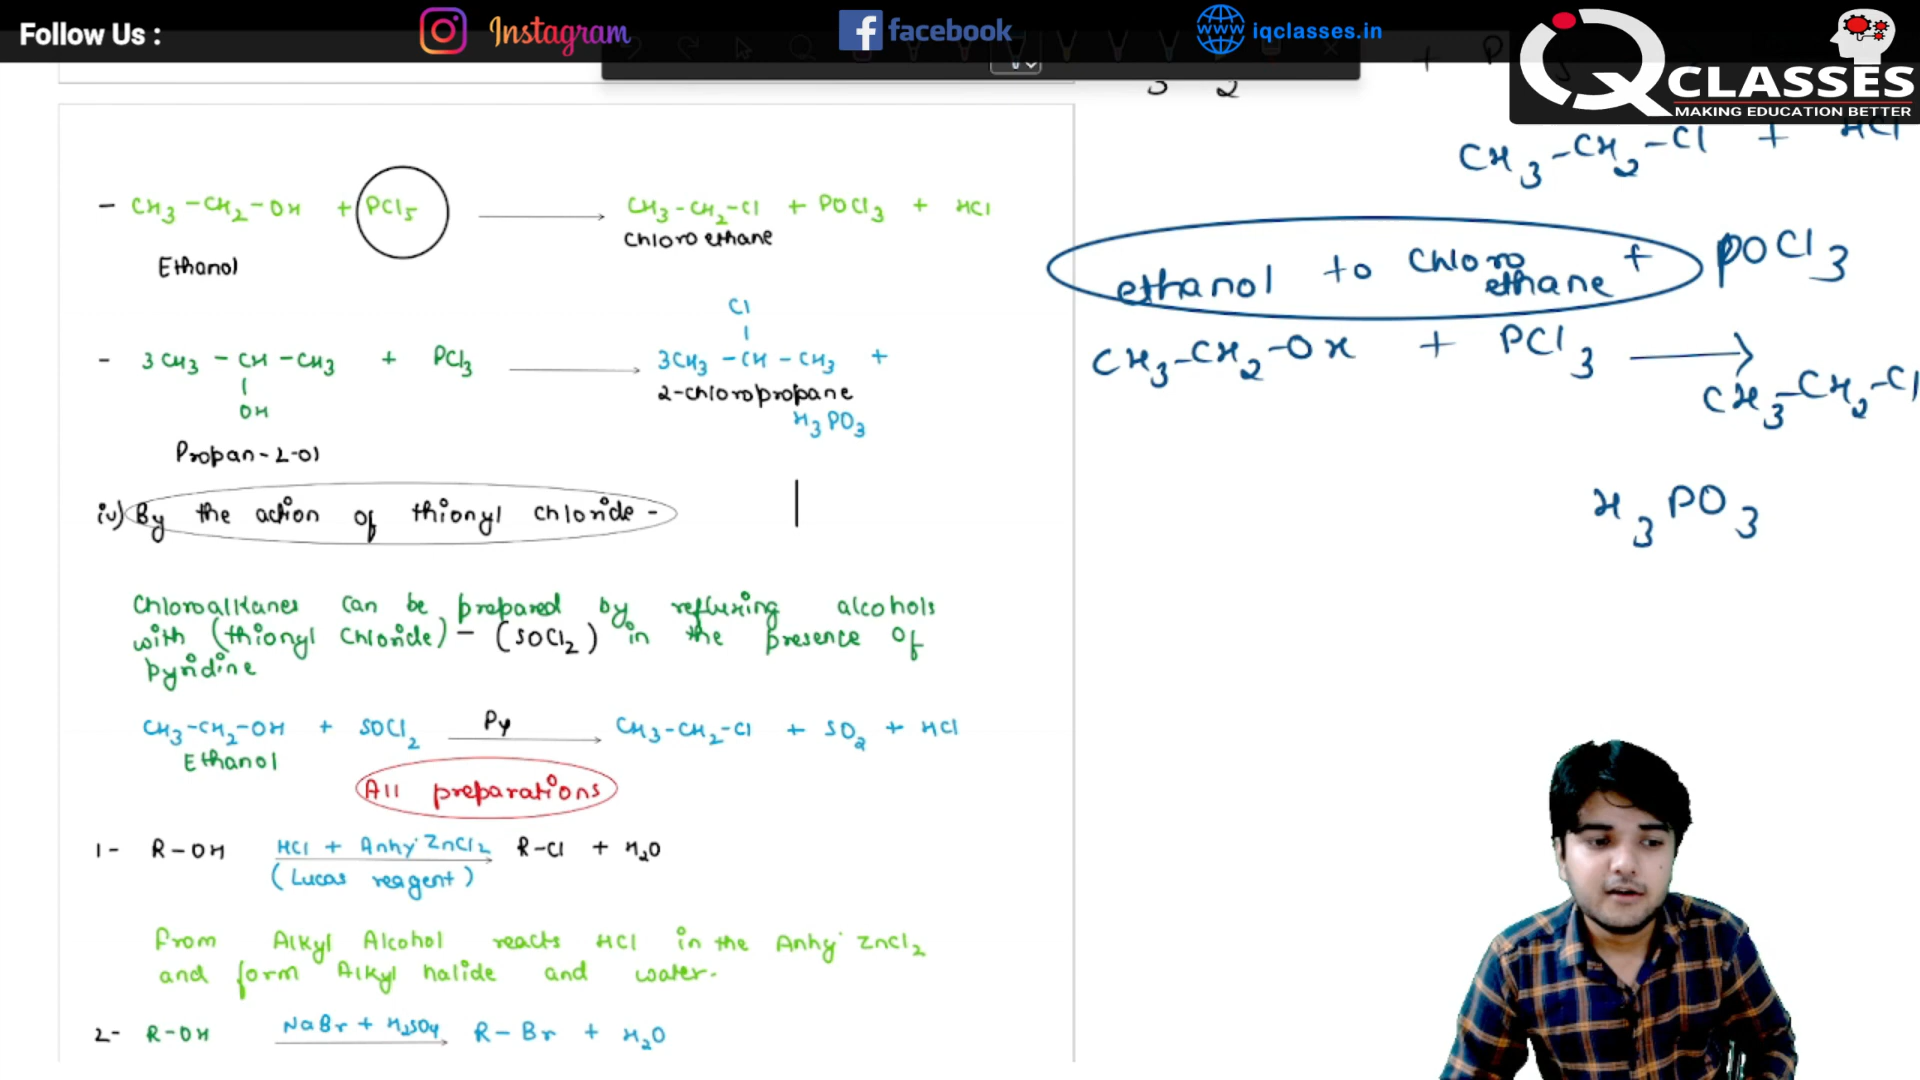 Follow Us :
Instagram
facebook
iqclasses.in
IQ CLASSES
MAKING EDUCATION BETTER
3 2
CH3-CH2-Cl + HCl
- CH3-CH2-OH + PCl5 → CH3-CH2-Cl + POCl3 + HCl
Chloro ethane
Ethanol
ethanol to Chloro ethane + POCl3
CH3-CH2-OH + PCl3 →
CH3-CH2-Cl
H3PO3
Cl
- 3CH3-CH-CH3 + PCl3 → 3CH3-CH-CH3 +
OH
2-chloropropane
H3PO3
Propan-2-ol
iv) By the action of thionyl chloride-
Chloroalkanes can be prepared by refluxing alcohols
with (thionyl Chloride) - (SOCl2) in the presence of
pyridine
CH3-CH2-OH + SOCl2 Py → CH3-CH2-Cl + SO2 + HCl
Ethanol
All preparations
1- R-OH HCl + Anhy. ZnCl2 → R-Cl + H2O
(Lucas reagent)
From Alkyl Alcohol reacts HCl in the Anhy. ZnCl2
and form Alkyl halide and water.
2- R-OH NaBr + H2SO4 → R-Br + H2O